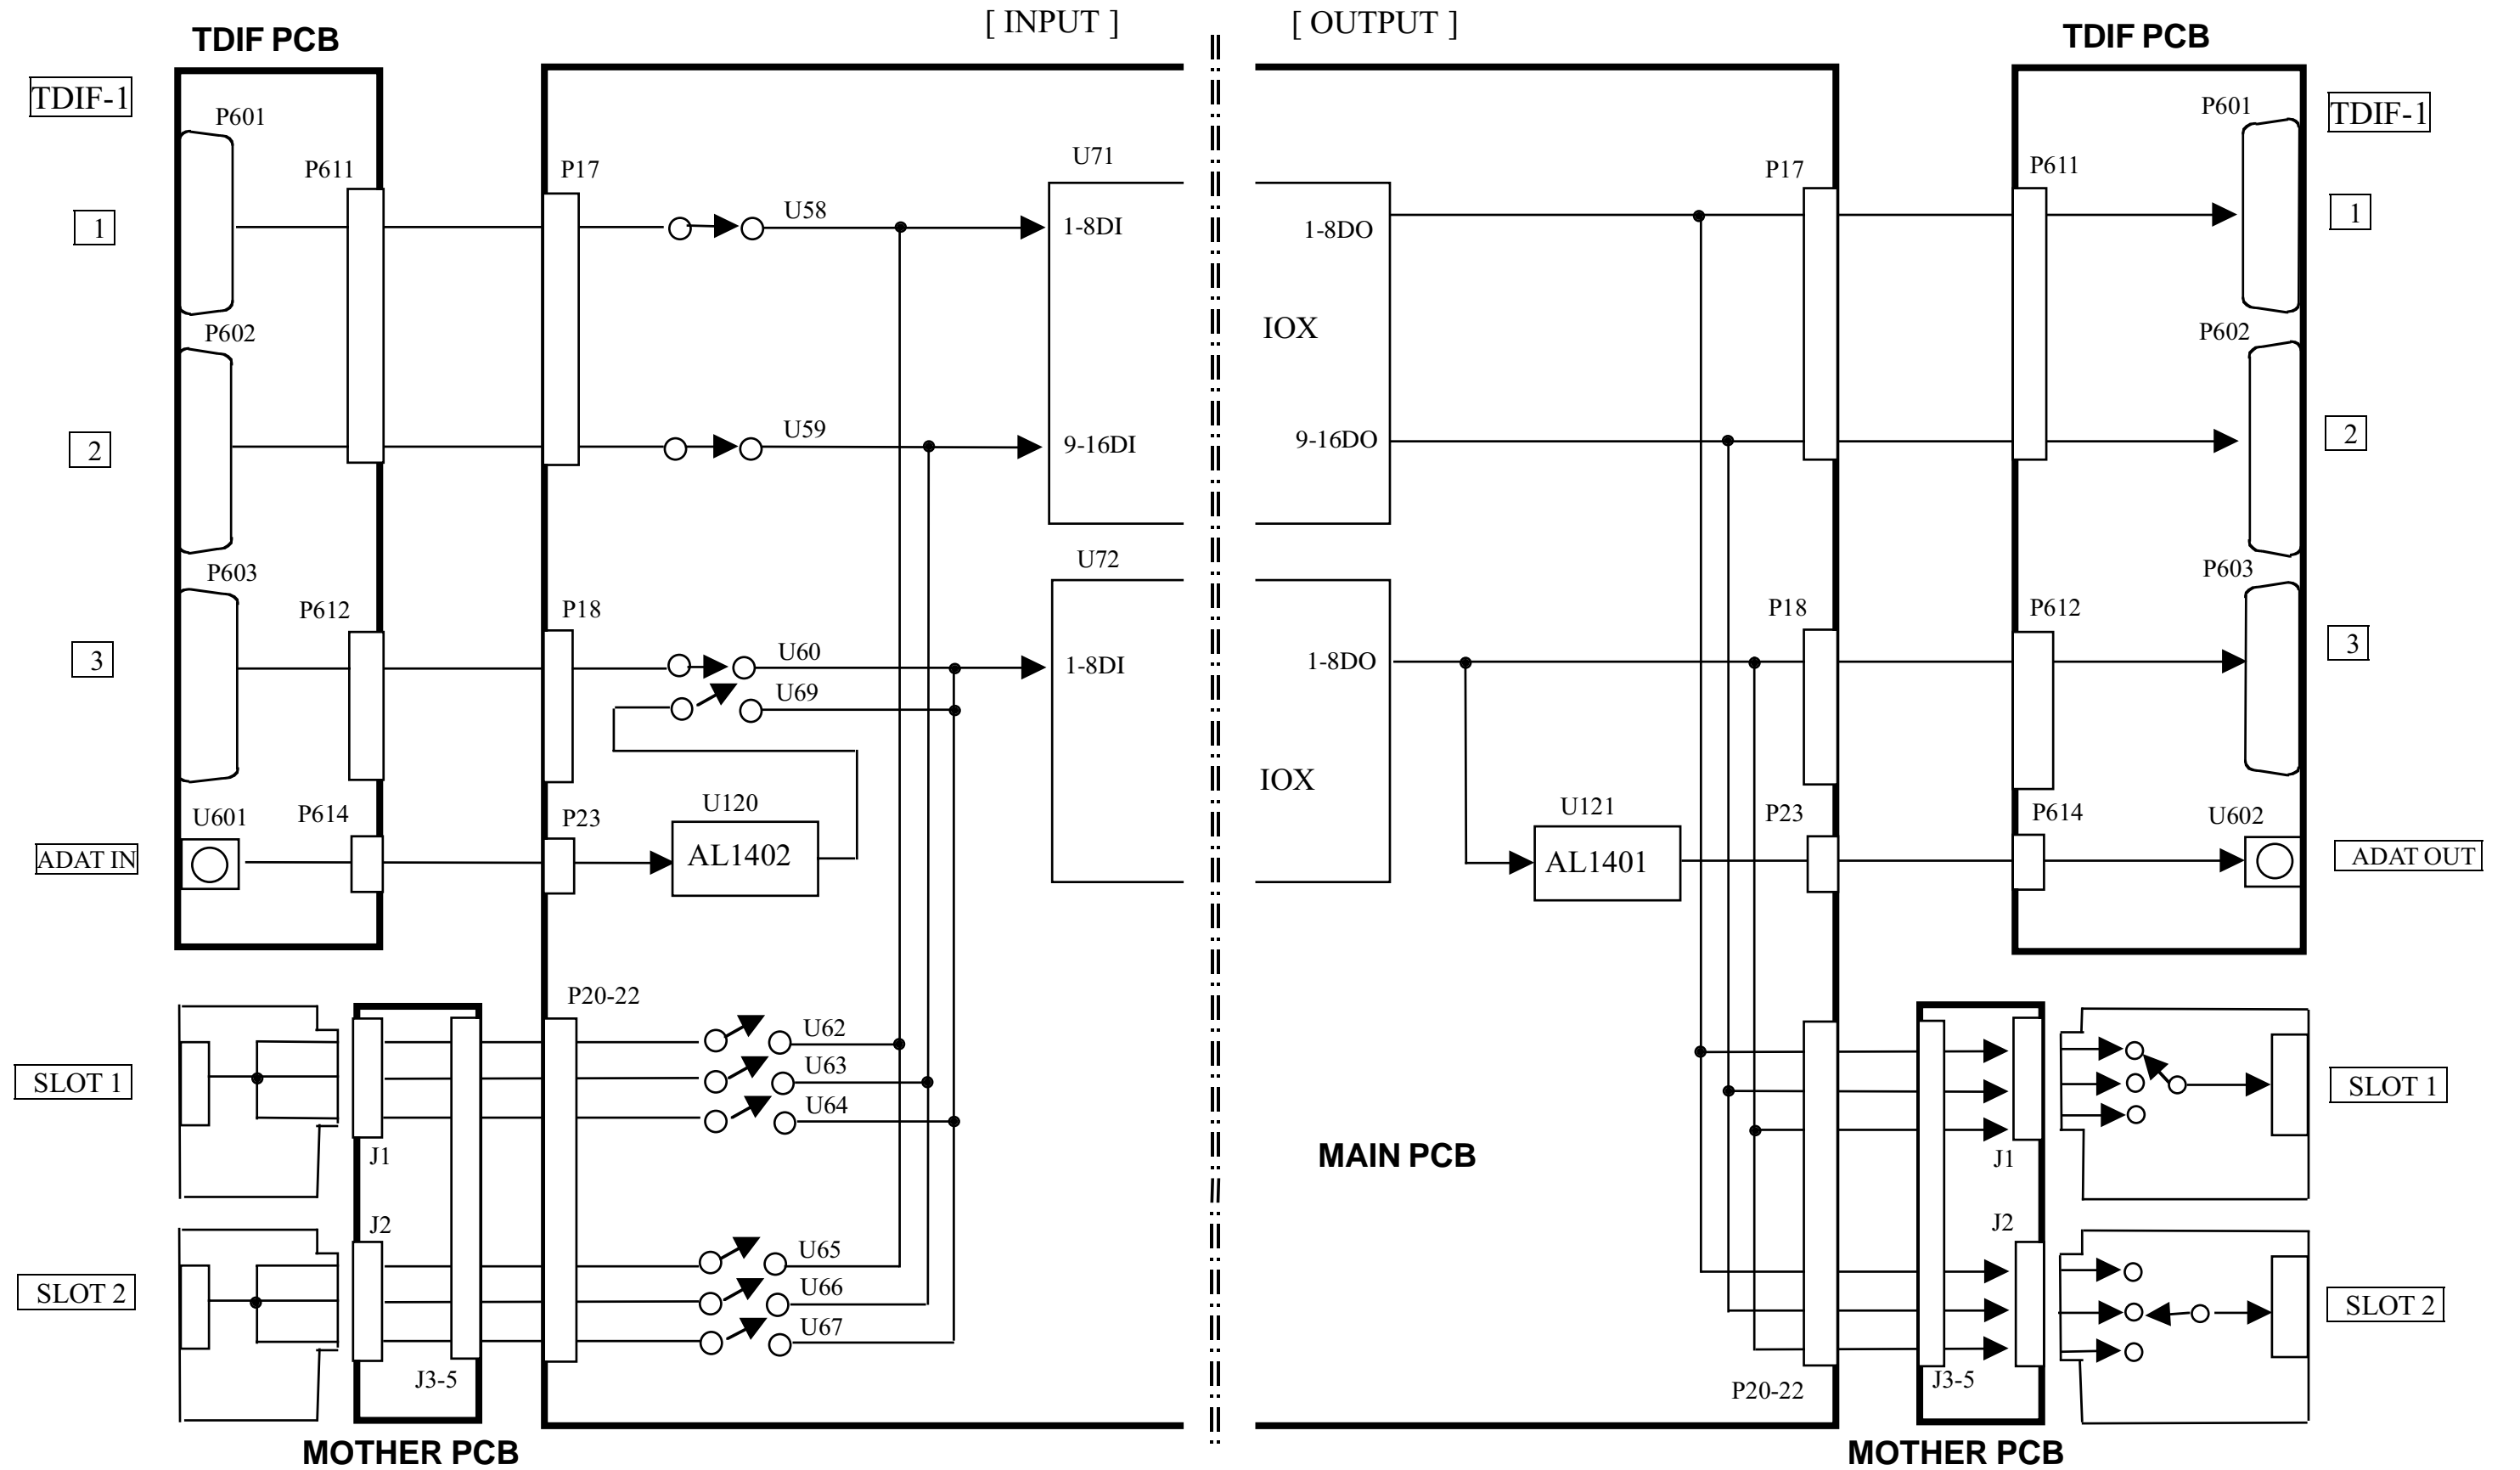 [ INPUT ]
[ OUTPUT ]
TDIF PCB
TDIF PCB
TDIF-1
P601
P611
P17
U58
U71
1-8DI
1
P602
U59
9-16DI
2
P603
P612
P18
U60
U69
U72
1-8DI
3
U601
P614
P23
U120
AL1402
ADAT IN
P20-22
U62
U63
U64
SLOT 1
J1
J2
U65
U66
U67
SLOT 2
J3-5
MOTHER PCB
1-8DO
IOX
9-16DO
P17
P611
P601
TDIF-1
1
P602
2
1-8DO
IOX
P18
P612
P603
3
U121
AL1401
P23
P614
U602
ADAT OUT
MAIN PCB
J1
SLOT 1
J2
SLOT 2
P20-22
J3-5
MOTHER PCB